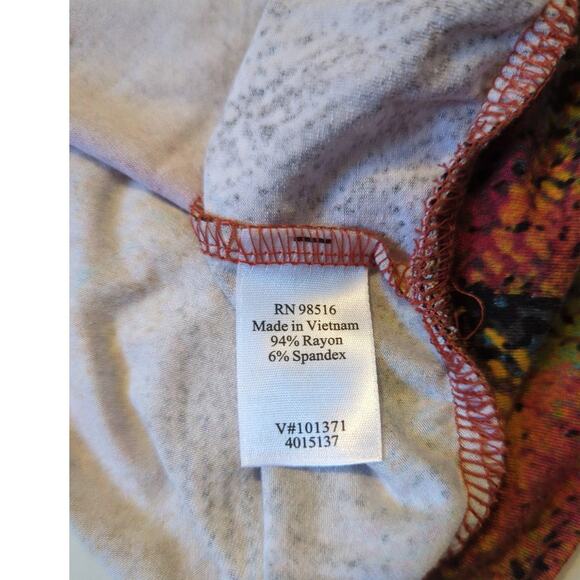 RN 98516
Made in Vietnam
94% Rayon
6% Spandex
V#101371
4015137